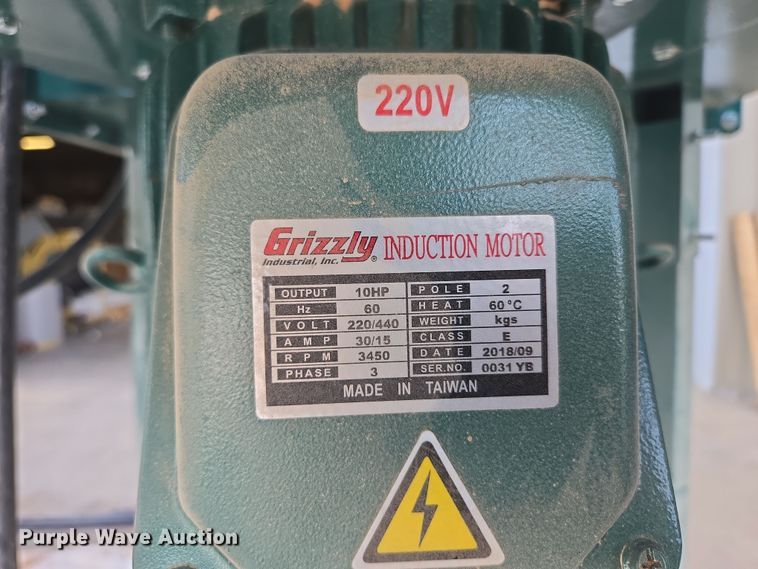 220V
Grizzly® INDUCTION MOTOR
Industrial, Inc.
OUTPUT 10HP POLE 2
Hz 60 HEAT 60°C
VOLT 220/440 WEIGHT kgs
AMP 30/15 CLASS E
RPM 3450 DATE 2018/09
PHASE 3 SER.NO. 0031 YB
MADE IN TAIWAN
Purple Wave Auction